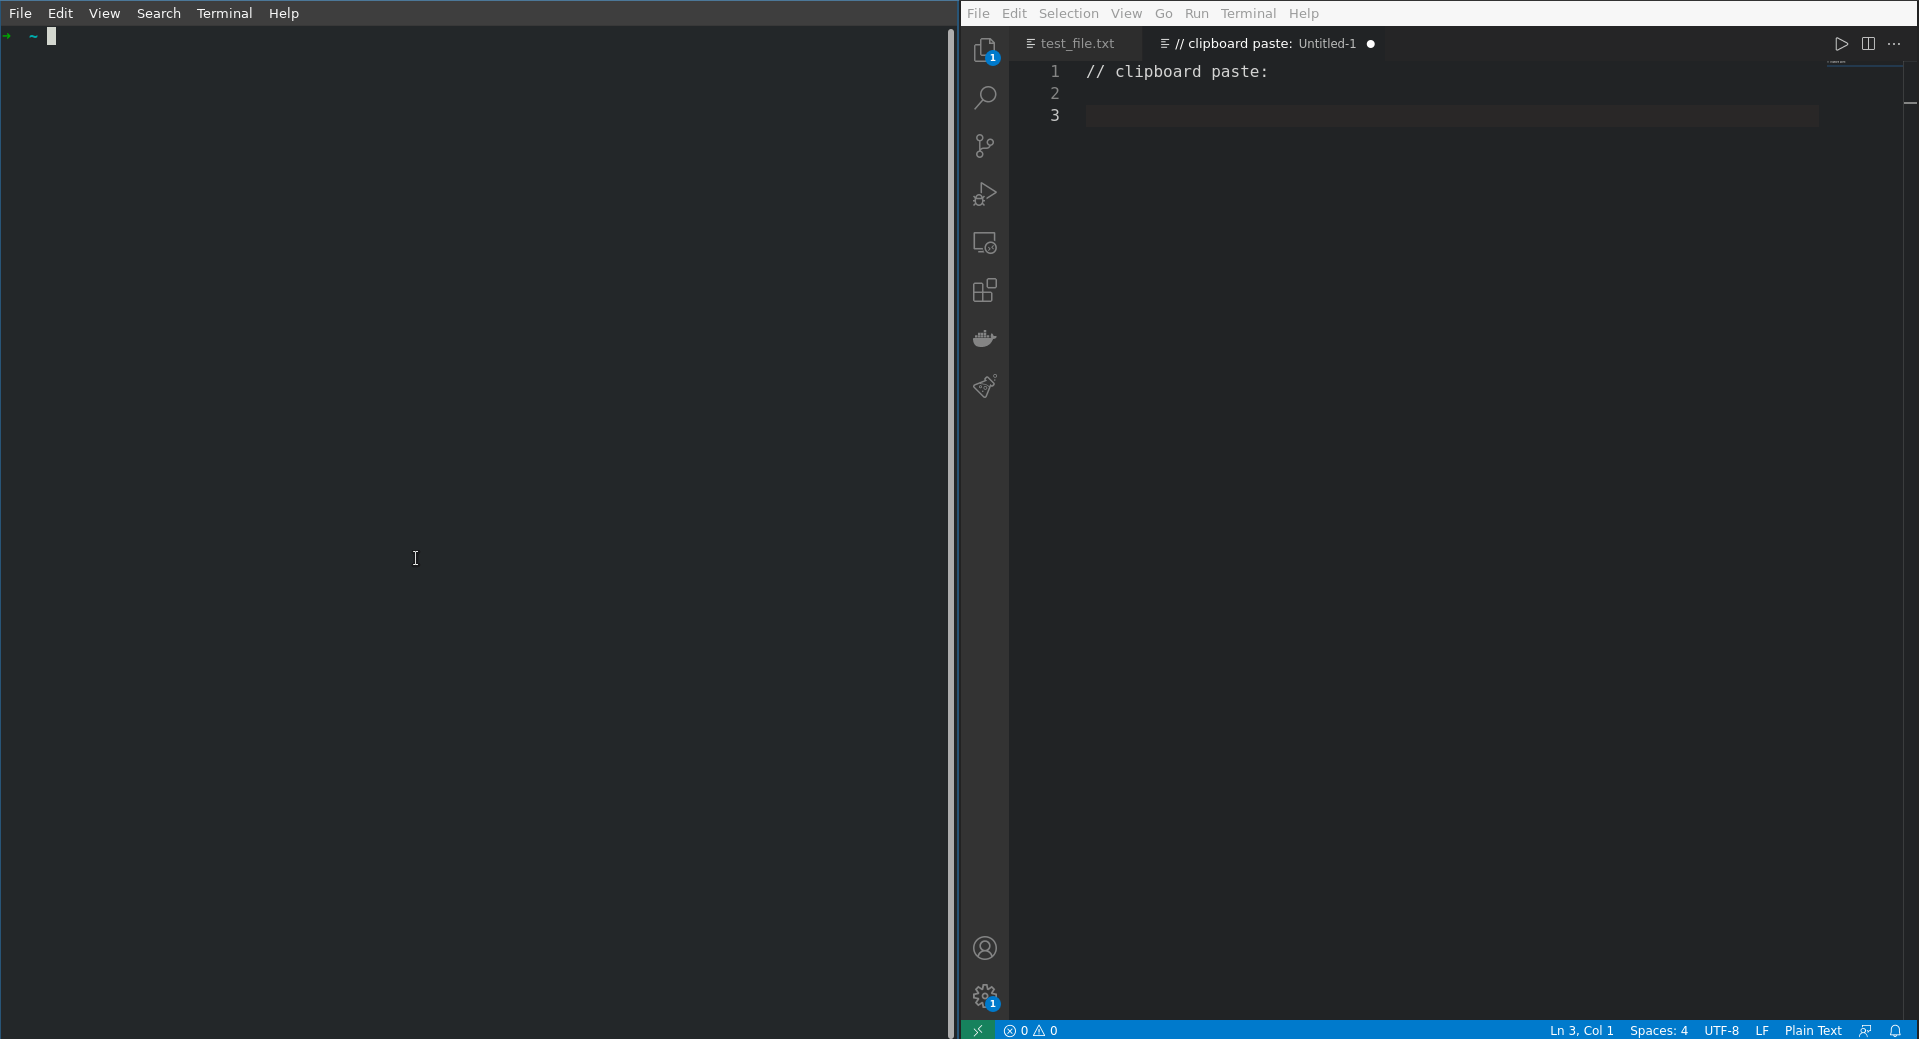 File Edit View Search Terminal Help
➜ ~
File Edit Selection View Go Run Terminal Help
test_file.txt
// clipboard paste: Untitled-1 ●
1 // clipboard paste:
2
3
1
1
0 0
Ln 3, Col 1 Spaces: 4 UTF-8 LF Plain Text